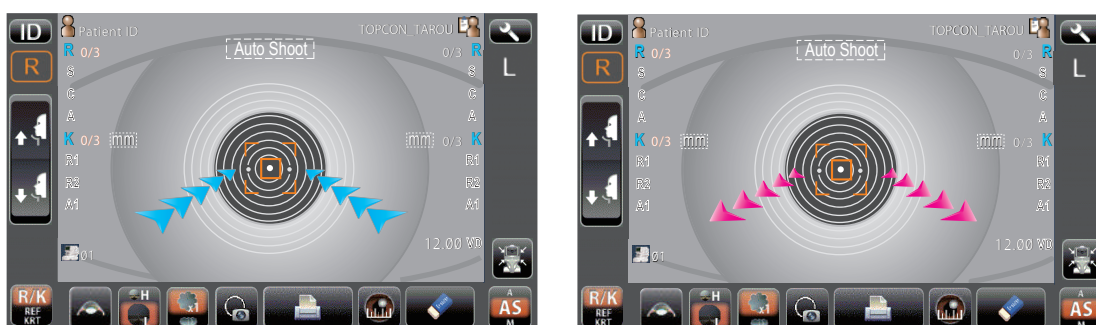 ID Patient ID TOPCON_TAROU
R 0/3 Auto Shoot 0/3 R
R L
S S
C C
A A
K 0/3 mm mm 0/3 K
R1 R1
R2 R2
A1 A1
01 12.00 VD
R/K H x1 A
REF AS
KRT L M
ID Patient ID TOPCON_TAROU
R 0/3 Auto Shoot 0/3 R
R L
S S
C C
A A
K 0/3 mm mm 0/3 K
R1 R1
R2 R2
A1 A1
01 12.00 VD
R/K H x1 A
REF AS
KRT L M